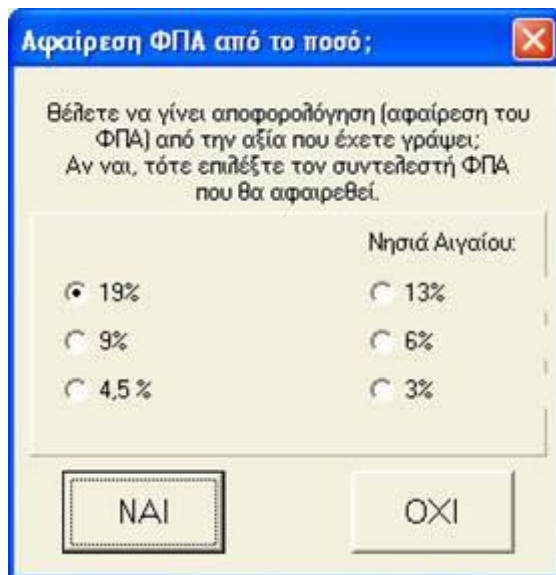 Αφαίρεση ΦΠΑ από το ποσό;
Θέλετε να γίνει αποφορολόγηση (αφαίρεση του
ΦΠΑ) από την αξία που έχετε γράψει;
Αν ναι, τότε επιλέξτε τον συντελεστή ΦΠΑ
που θα αφαιρεθεί.
Νησιά Αιγαίου:
19% 13%
9% 6%
4,5 % 3%
ΝΑΙ ΟΧΙ